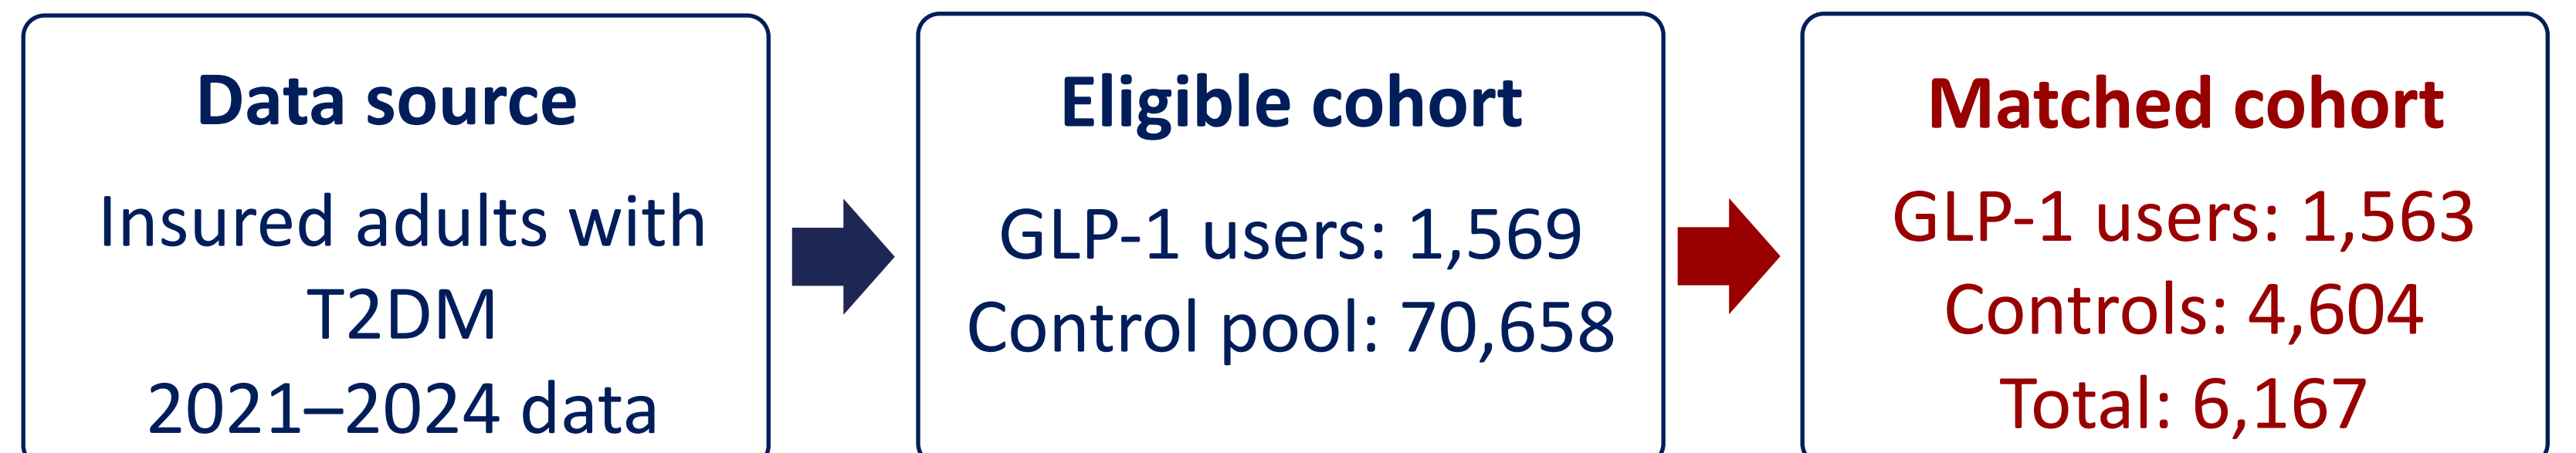 Data source
Insured adults with
T2DM
2021–2024 data
Eligible cohort
GLP-1 users: 1,569
Control pool: 70,658
Matched cohort
GLP-1 users: 1,563
Controls: 4,604
Total: 6,167